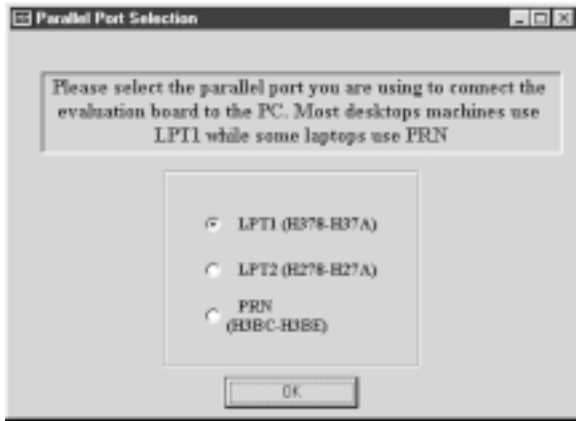 Parallel Port Selection
Please select the parallel port you are using to connect the
evaluation board to the PC. Most desktops machines use
LPT1 while some laptops use PRN
LPT1 (H378-H37A)
LPT2 (H278-H27A)
PRN
(H3BC-H3BE)
OK